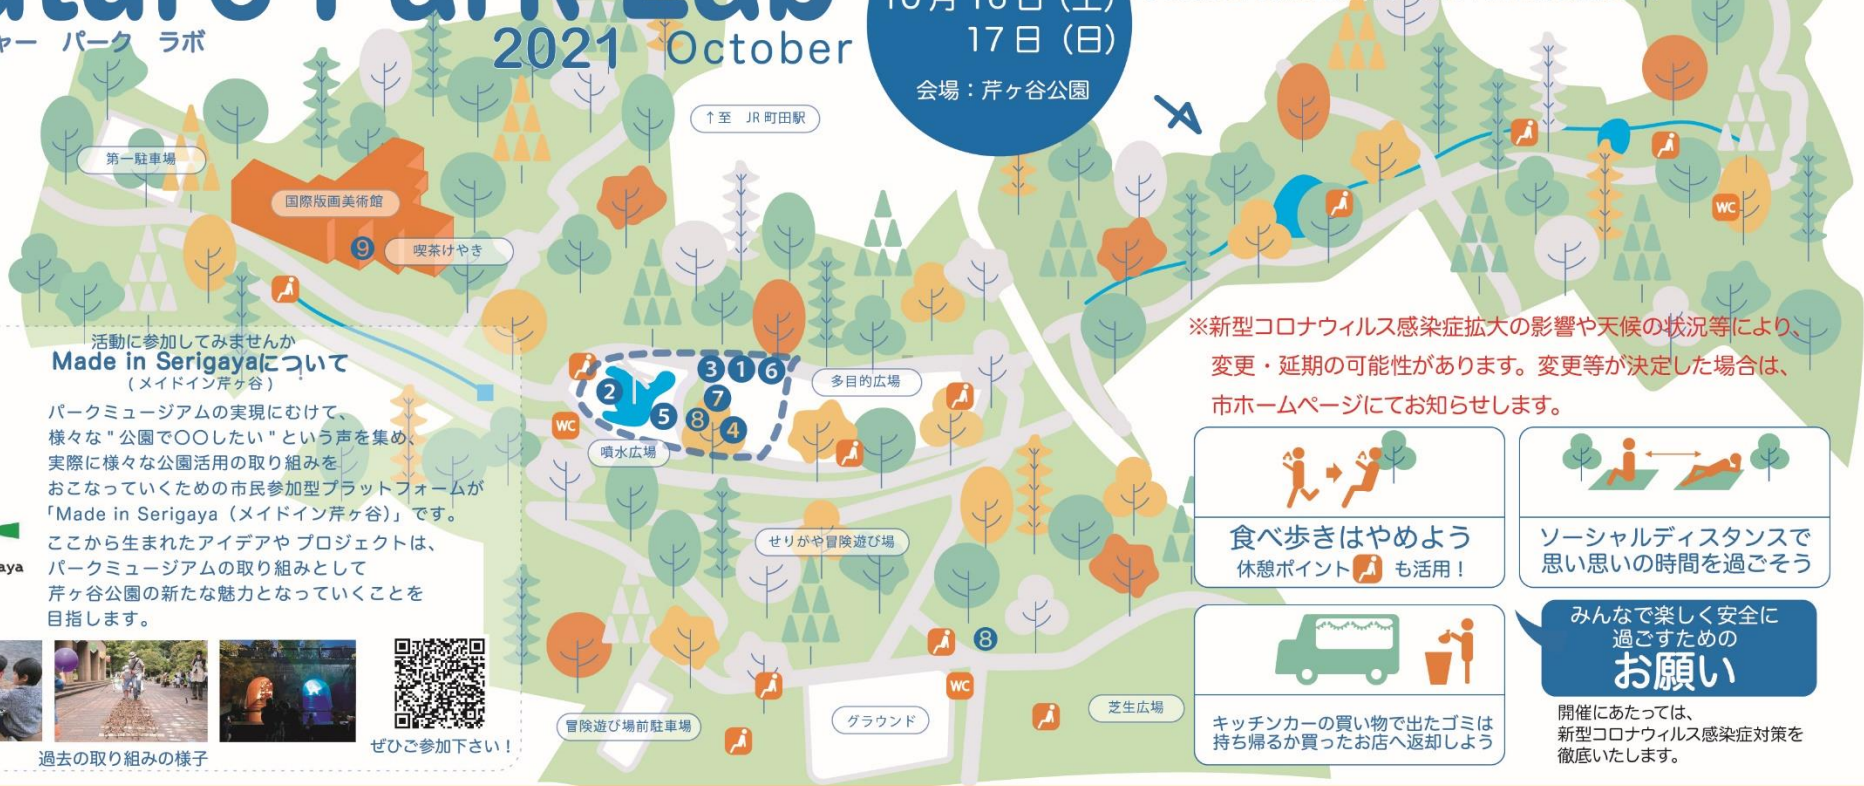 Future Park Lab
ャー パーク ラボ
2021 October
10月16日（土）
17日（日）
会場：芹ヶ谷公園
↑至 JR町田駅
第一駐車場
国際版画美術館
9
喫茶けやき
WC
活動に参加してみませんか
Made in Serigayaについて
(メイドイン芹ヶ谷)
パークミュージアムの実現にむけて、
様々な"公園で〇〇したい"という声を集め、
実際に様々な公園活用の取り組みを
おこなっていくための市民参加型プラットフォームが
「Made in Serigaya（メイドイン芹ヶ谷）」です。
ここから生まれたアイデアや プロジェクトは、
パークミュージアムの取り組みとして
芹ヶ谷公園の新たな魅力となっていくことを
目指します。
aya
過去の取り組みの様子
ぜひご参加下さい！
2
3 1 6
7
5 8 4
多目的広場
WC
噴水広場
せりがや冒険遊び場
8
WC
冒険遊び場前駐車場
グラウンド
芝生広場
※新型コロナウィルス感染症拡大の影響や天候の状況等により、
変更・延期の可能性があります。変更等が決定した場合は、
市ホームページにてお知らせします。
食べ歩きはやめよう
休憩ポイント も活用！
ソーシャルディスタンスで
思い思いの時間を過ごそう
キッチンカーの買い物で出たゴミは
持ち帰るか買ったお店へ返却しよう
みんなで楽しく安全に
過ごすための
お願い
開催にあたっては、
新型コロナウィルス感染症対策を
徹底いたします。